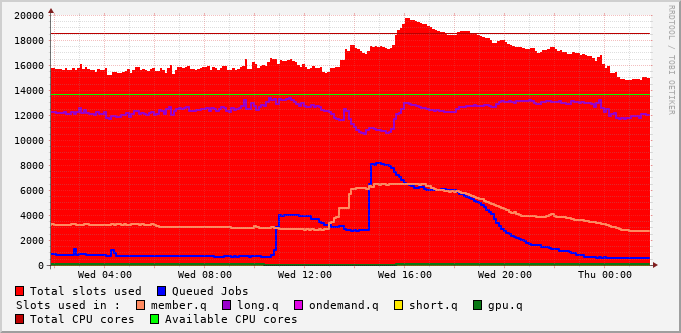 20000
18000
16000
14000
12000
10000
8000
6000
4000
2000
0
Wed 04:00 Wed 08:00 Wed 12:00 Wed 16:00 Wed 20:00 Thu 00:00
RRDTOOL / TOBI OETIKER
Total slots used Queued Jobs
Slots used in : member.q long.q ondemand.q short.q gpu.q
Total CPU cores Available CPU cores